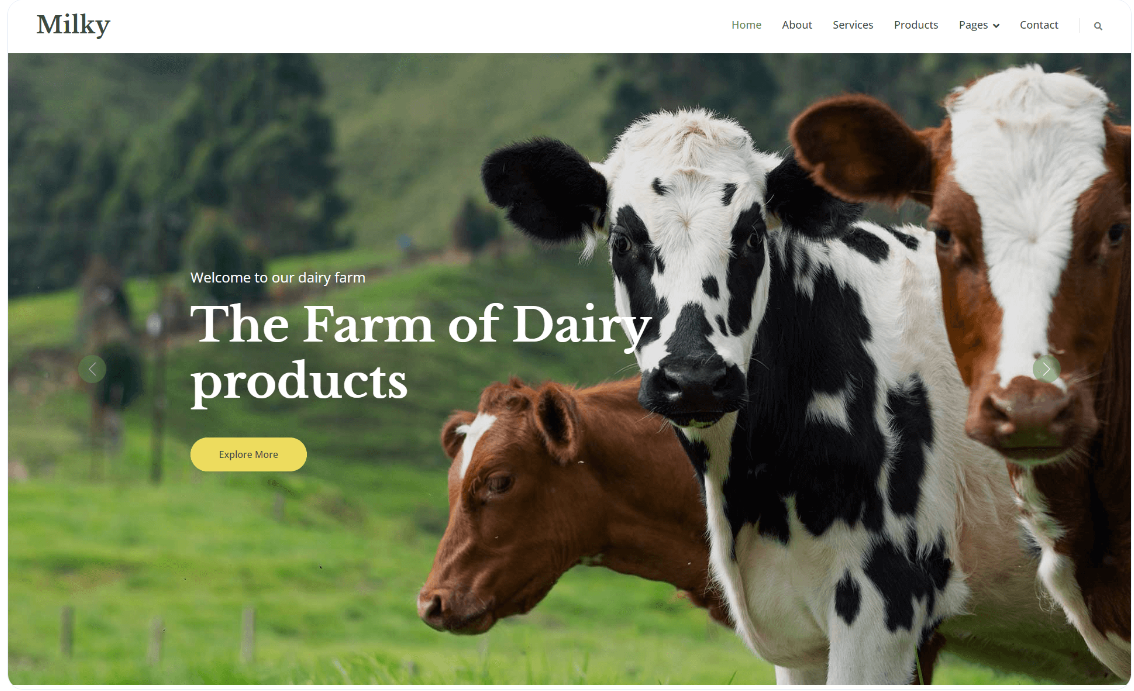 Milky
Home About Services Products Pages Contact
Welcome to our dairy farm
The Farm of Dairy
products
Explore More